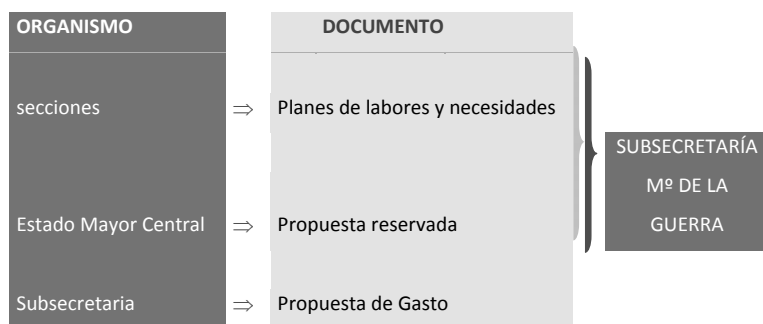 ORGANISMO DOCUMENTO
secciones ⇒ Planes de labores y necesidades
SUBSECRETARÍA
Mº DE LA
GUERRA
Estado Mayor Central ⇒ Propuesta reservada
Subsecretaria ⇒ Propuesta de Gasto